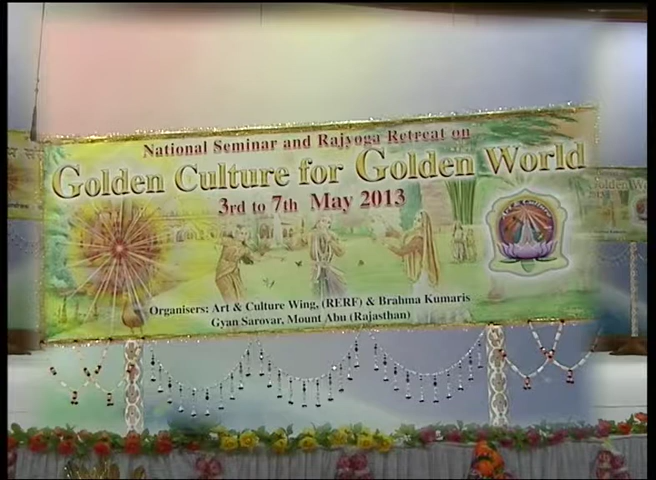 National Seminar and Rajyoga Retreat on
Golden Culture for Golden World
3rd to 7th May 2013
Organisers: Art & Culture Wing, (RERF) & Brahma Kumaris
Gyan Sarovar, Mount Abu (Rajasthan)